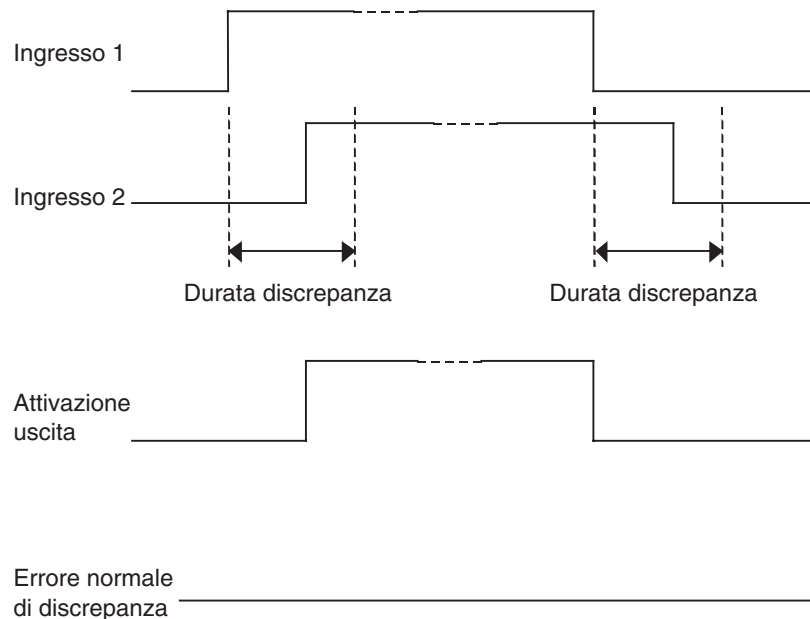 Ingresso 1
Ingresso 2
Durata discrepanza
Durata discrepanza
Attivazione
uscita
Errore normale
di discrepanza